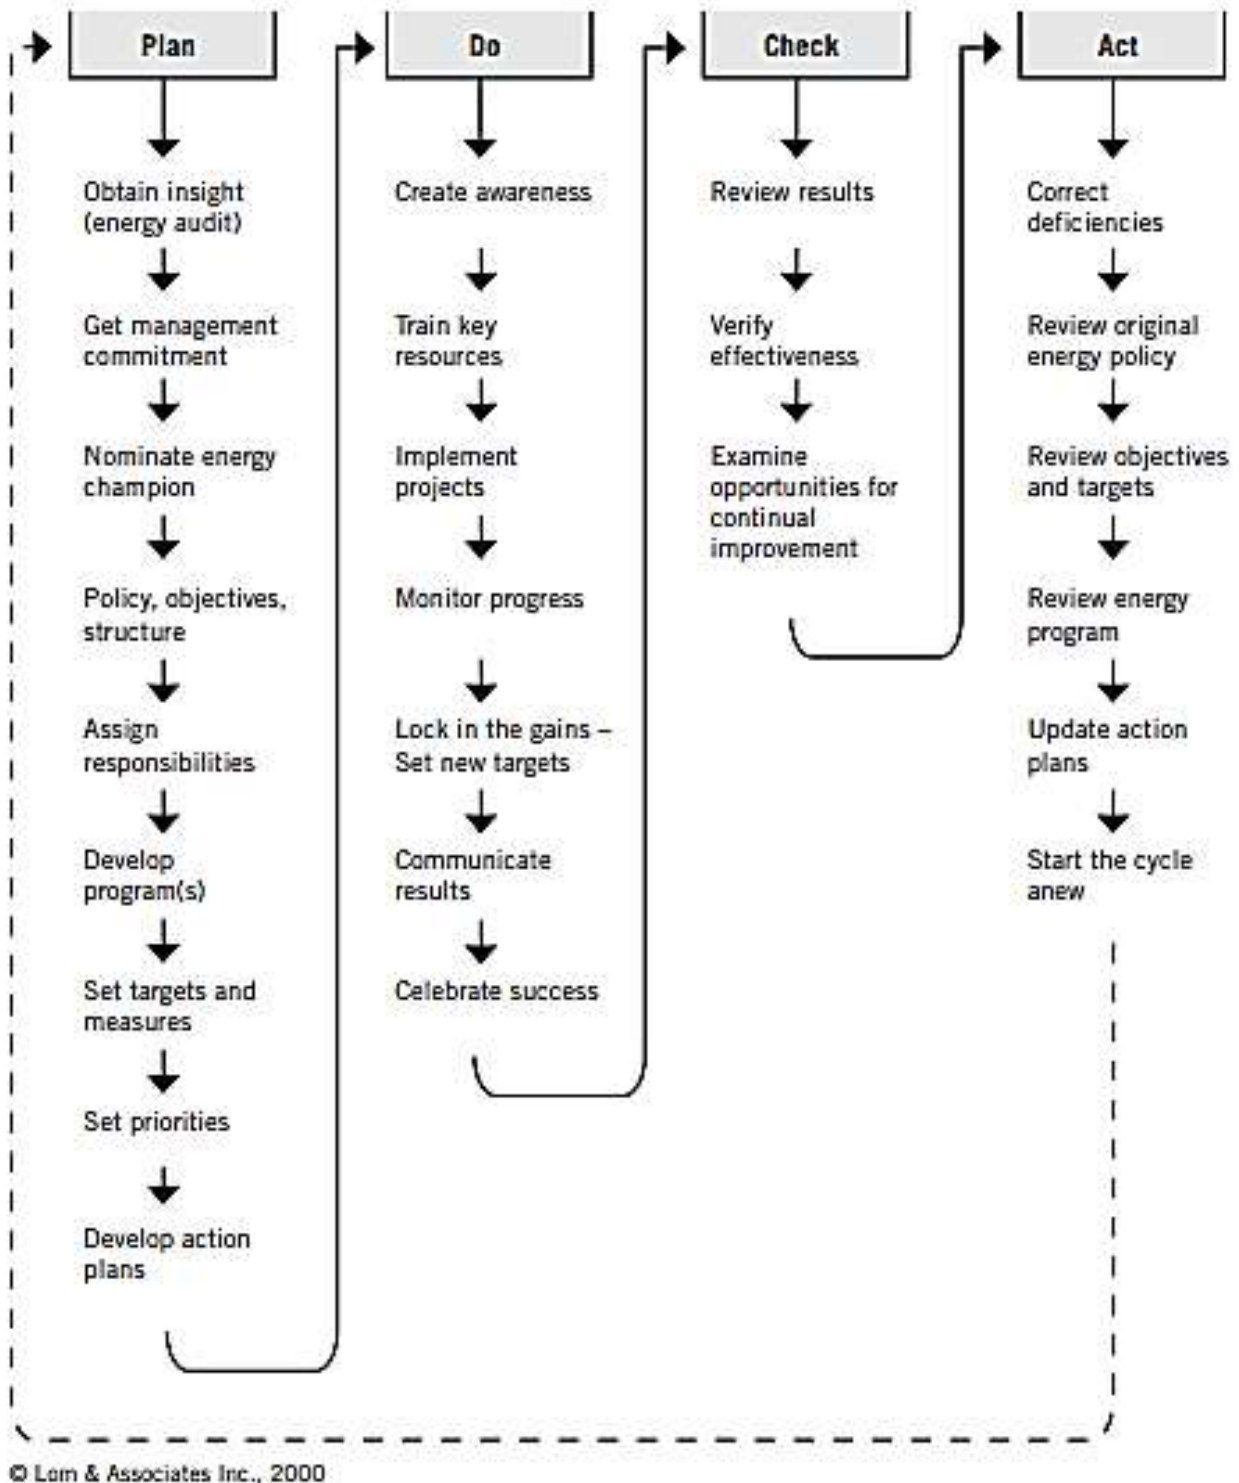 Plan
Obtain insight
(energy audit)
Get management
commitment
Nominate energy
champion
Policy, objectives,
structure
Assign
responsibilities
Develop
program(s)
Set targets and
measures
Set priorities
Develop action
plans
Do
Create awareness
Train key
resources
Implement
projects
Monitor progress
Lock in the gains –
Set new targets
Communicate
results
Celebrate success
Check
Review results
Verify
effectiveness
Examine
opportunities for
continual
improvement
Act
Correct
deficiencies
Review original
energy policy
Review objectives
and targets
Review energy
program
Update action
plans
Start the cycle
anew
© Lom & Associates Inc., 2000